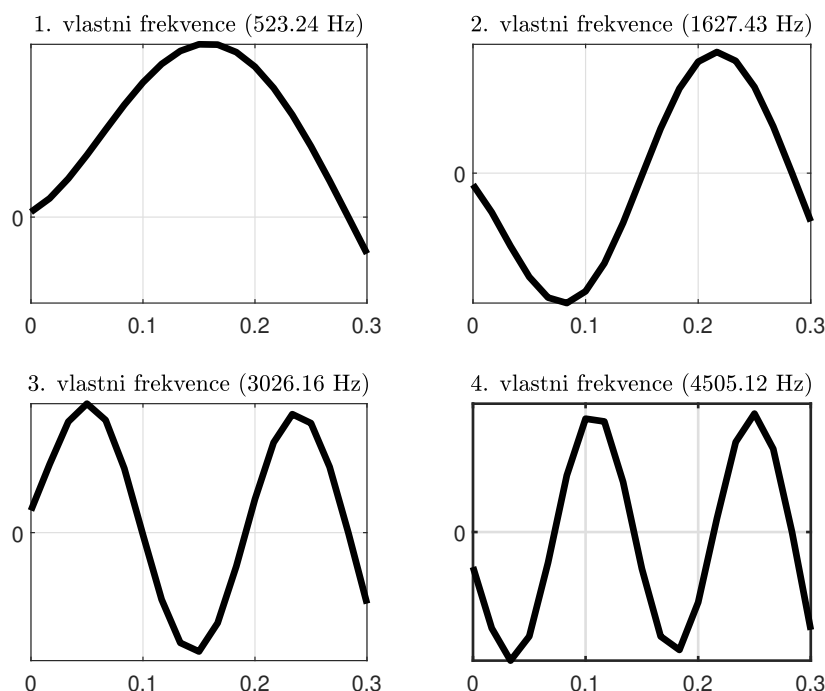 1. vlastni frekvence (523.24 Hz)
0
0 0.1 0.2 0.3
2. vlastni frekvence (1627.43 Hz)
0
0 0.1 0.2 0.3
3. vlastni frekvence (3026.16 Hz)
0
0 0.1 0.2 0.3
4. vlastni frekvence (4505.12 Hz)
0
0 0.1 0.2 0.3